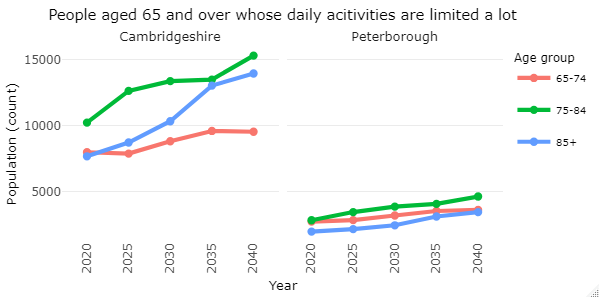 People aged 65 and over whose daily acitivities are limited a lot
Cambridgeshire
Peterborough
Age group
65-74
75-84
85+
Population (count)
15000
10000
5000
2020
2025
2030
2035
2040
2020
2025
2030
2035
2040
Year